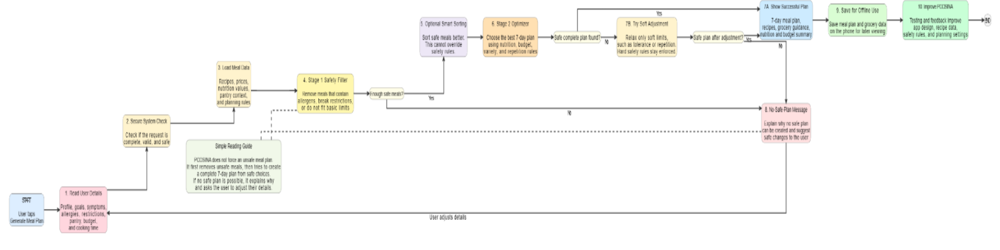 START
User taps
Generate Meal Plan
1. Read User Details
Profile, goals, symptoms,
allergies, restrictions,
pantry, budget,
and cooking time
2. Secure System Check
Check if the request is
complete, valid, and safe
3. Load Meal Data
Recipes, prices,
nutrition values,
pantry context,
and planning rules
4. Stage 1 Safety Filter
Remove meals that contain
allergens, break restrictions,
or do not fit basic limits
Simple Reading Guide
PCOSINA does not force an unsafe meal plan.
It first removes unsafe meals, then tries to create
a complete 7-day plan from safe choices.
If no safe plan is possible, it explains why
and asks the user to adjust their details.
Enough safe meals?
Yes
No
5. Optional Smart Sorting
Sort safe meals better.
This cannot override
safety rules.
6. Stage 2 Optimizer
Choose the best 7-day plan
using nutrition, budget,
variety, and repetition rules
Safe complete plan found?
Yes
No
7B. Try Soft Adjustment
Relax only soft limits,
such as tolerance or repetition.
Hard safety rules stay enforced.
Safe plan after adjustment?
Yes
No
7A. Show Successful Plan
7-day meal plan,
recipes, grocery guidance,
nutrition and budget summary
8. No-Safe-Plan Message
Explain why no safe plan
can be created and suggest
safe changes to the user
User adjusts details
9. Save for Offline Use
Save meal plan and grocery data
on the phone for later viewing
10. Improve PCOSINA
Testing and feedback improve
app design, recipe data,
safety rules, and planning settings